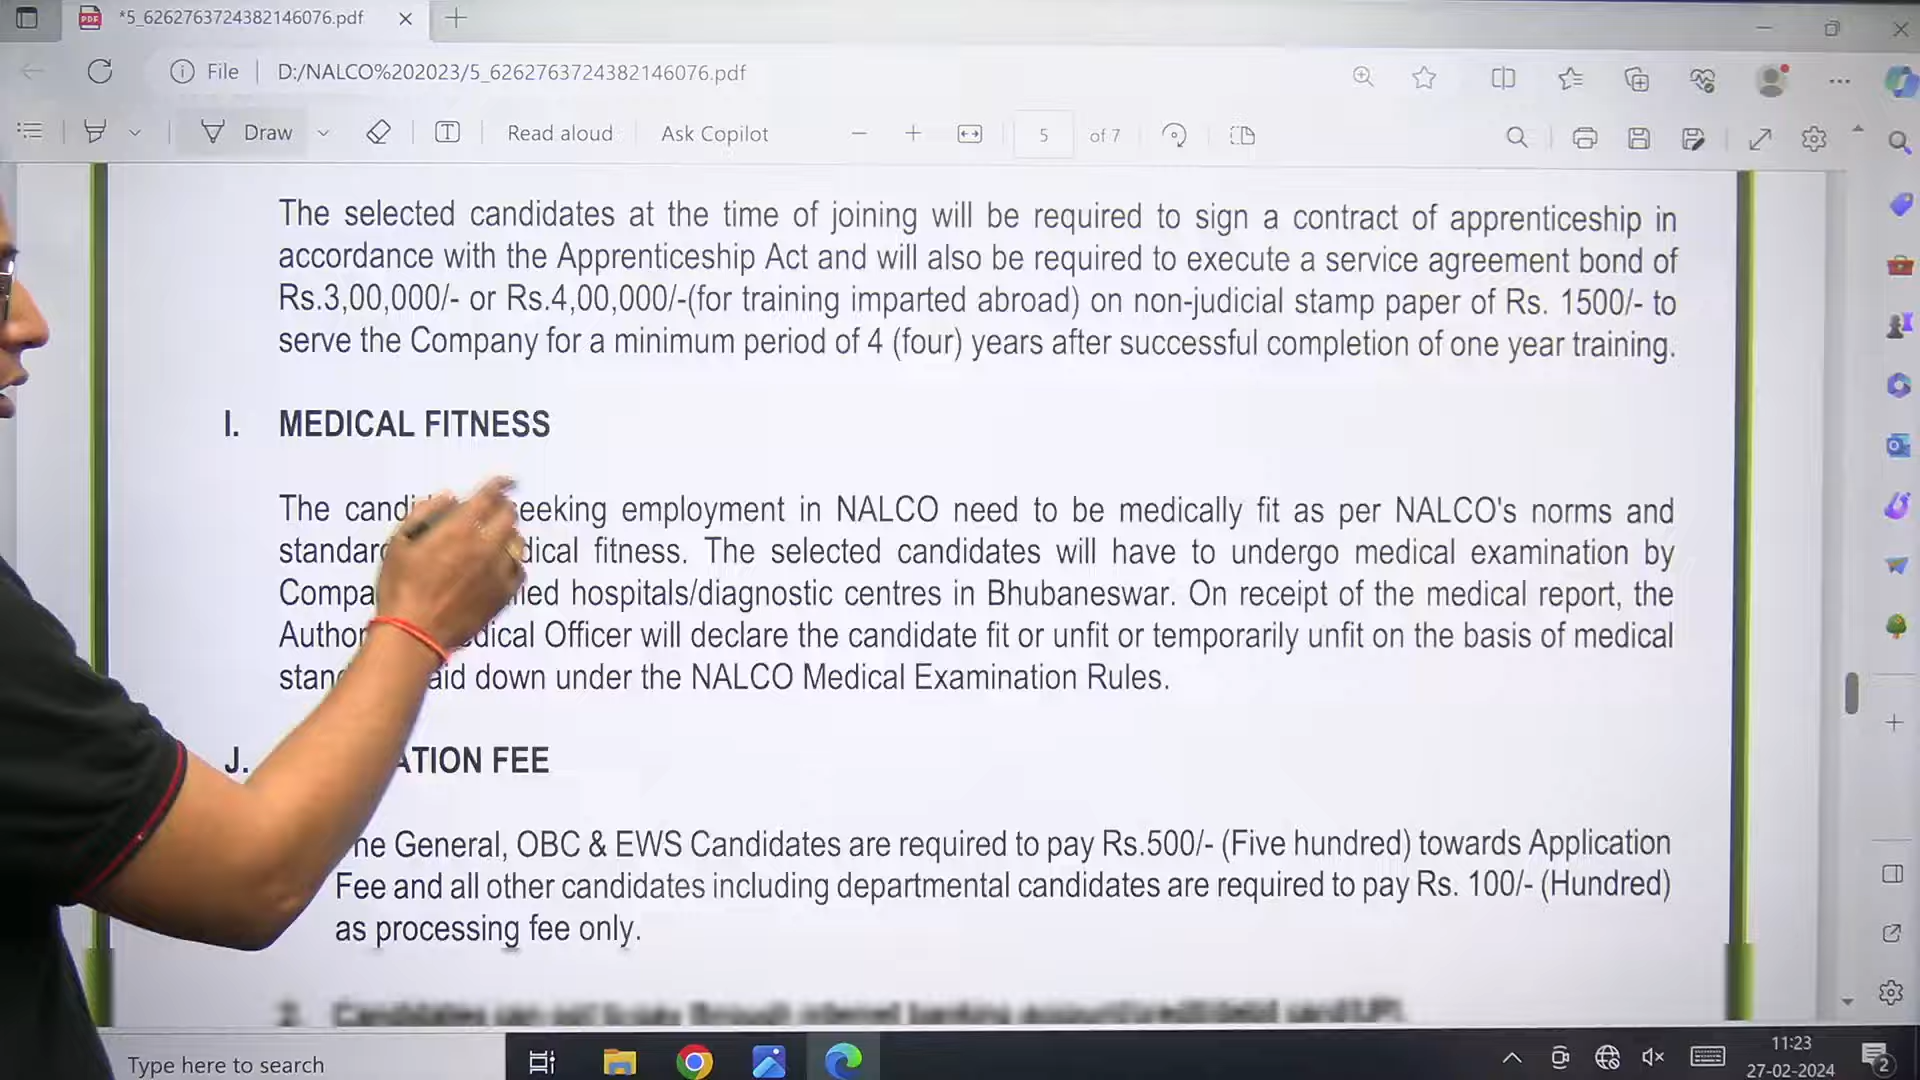 *5_6262763724382146076.pdf
File
D:/NALCO%202023/5_6262763724382146076.pdf
Draw
Read aloud
Ask Copilot
5
of 7
The selected candidates at the time of joining will be required to sign a contract of apprenticeship in
accordance with the Apprenticeship Act and will also be required to execute a service agreement bond of
Rs.3,00,000/- or Rs.4,00,000/-(for training imparted abroad) on non-judicial stamp paper of Rs. 1500/- to
serve the Company for a minimum period of 4 (four) years after successful completion of one year training.
I. MEDICAL FITNESS
The candi eeking employment in NALCO need to be medically fit as per NALCO's norms and
standar dical fitness. The selected candidates will have to undergo medical examination by
Compa ied hospitals/diagnostic centres in Bhubaneswar. On receipt of the medical report, the
Author dical Officer will declare the candidate fit or unfit or temporarily unfit on the basis of medical
stan aid down under the NALCO Medical Examination Rules.
J. ATION FEE
he General, OBC & EWS Candidates are required to pay Rs.500/- (Five hundred) towards Application
Fee and all other candidates including departmental candidates are required to pay Rs. 100/- (Hundred)
as processing fee only.
Type here to search
11:23
27-02-2024
2